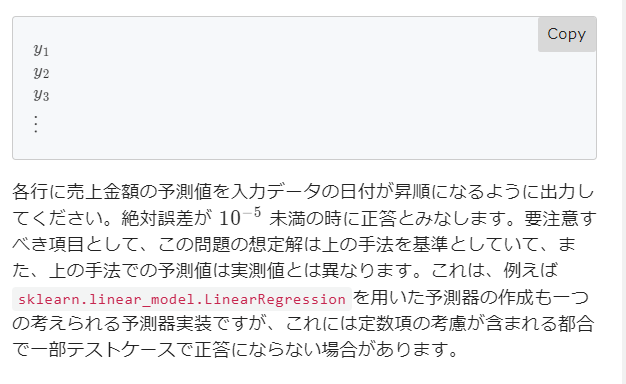 Copy
y₁
y₂
y₃
⋮
各行に売上金額の予測値を入力データの日付が昇順になるように出力し
てください。絶対誤差が 10⁻⁵ 未満の時に正答とみなします。要注意す
べき項目として、この問題の想定解は上の手法を基準としていて、ま
た、上の手法での予測値は実測値とは異なります。これは、例えば
sklearn.linear_model.LinearRegression を用いた予測器の作成も一つ
の考えられる予測器実装ですが、これには定数項の考慮が含まれる都合
で一部テストケースで正答にならない場合があります。